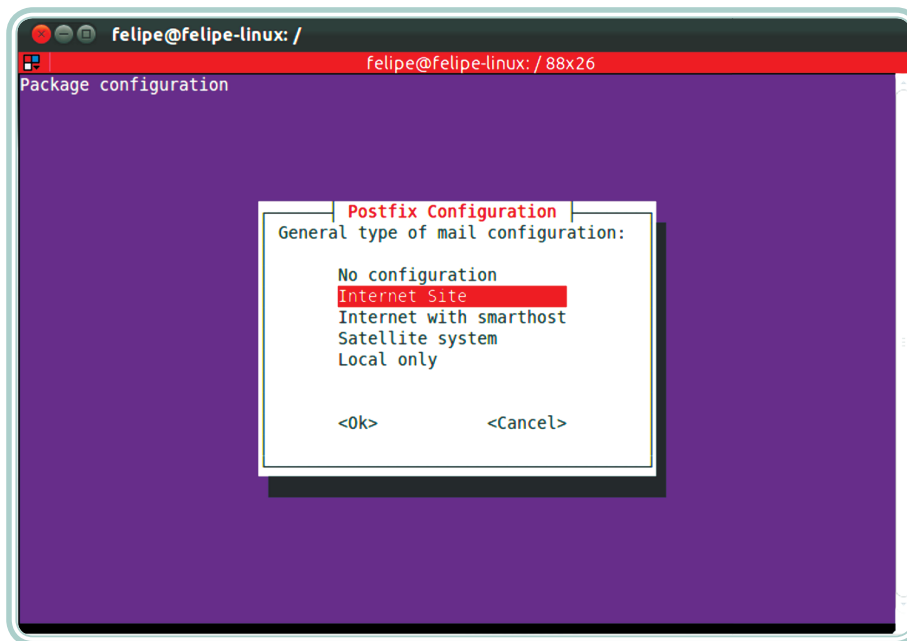 felipe@felipe-linux: /
felipe@felipe-linux: / 88x26
Package configuration
Postfix Configuration
General type of mail configuration:
No configuration
Internet Site
Internet with smarthost
Satellite system
Local only
<Ok> <Cancel>